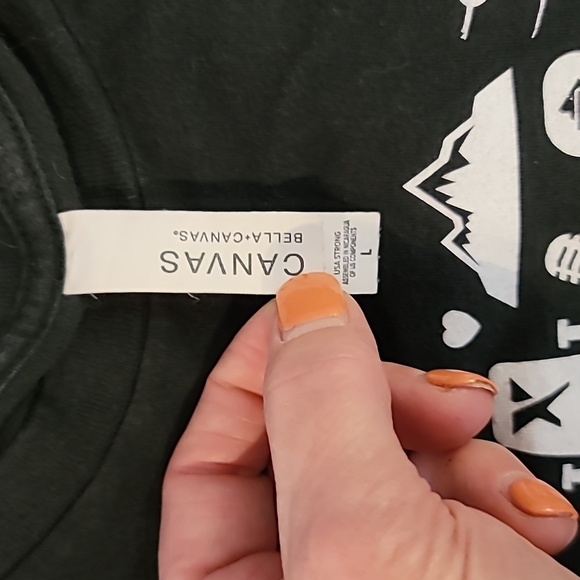 BELLA+CANVAS®
CANVAS
USA STRONG
ASSEMBLED IN NICARAGUA
OF US COMPONENTS
L
I
I